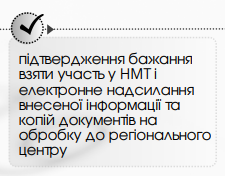 підтвердження бажання
взяти участь у НМТ і
електронне надсилання
внесеної інформації та
копій документів на
обробку до регіонального
центру